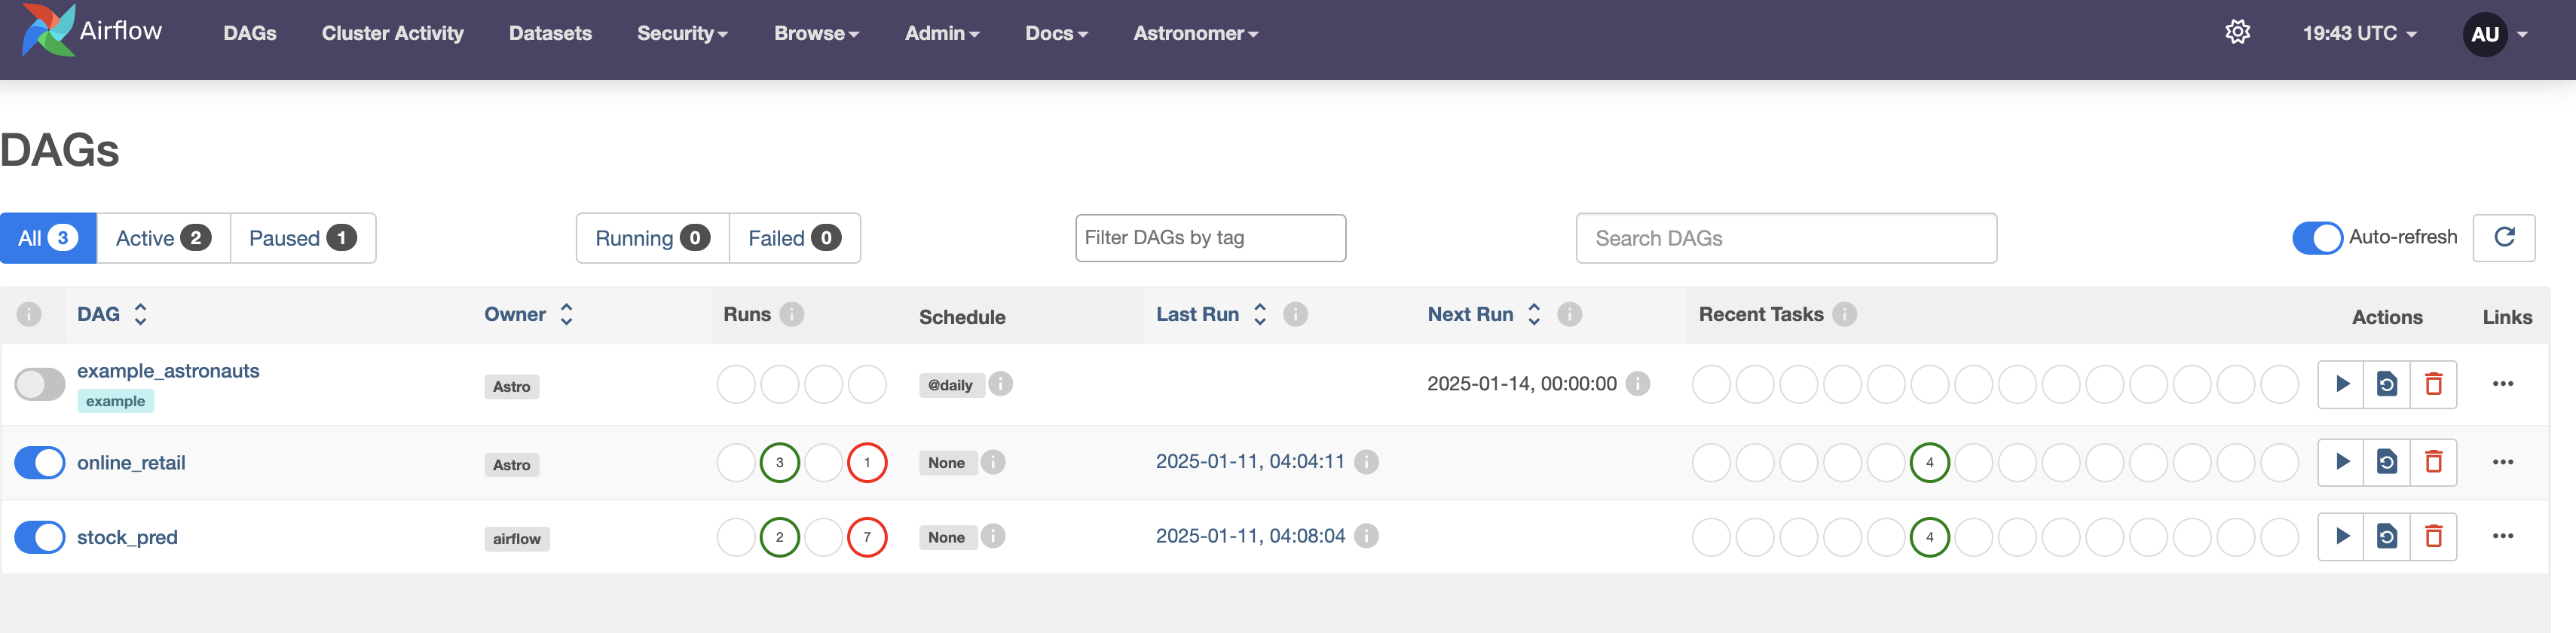 Airflow DAGs Cluster Activity Datasets Security Browse Admin Docs Astronomer 19:43 UTC AU
DAGs
All 3 Active 2 Paused 1 Running 0 Failed 0 Filter DAGs by tag Search DAGs Auto-refresh
i DAG Owner Runs i Schedule Last Run i Next Run i Recent Tasks i Actions Links
example_astronauts
example
Astro @daily i 2025-01-14, 00:00:00 i
online_retail Astro 3 1 None i 2025-01-11, 04:04:11 i 4
stock_pred airflow 2 7 None i 2025-01-11, 04:08:04 i 4